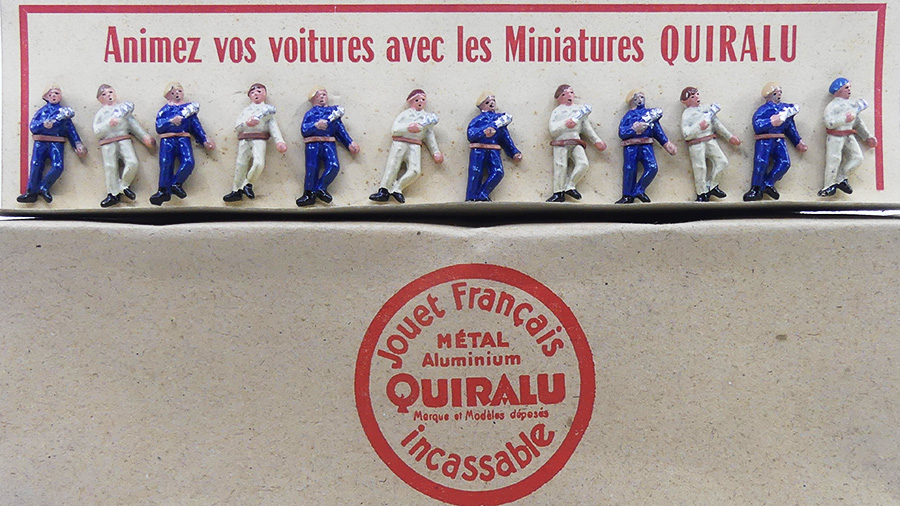 Animez vos voitures avec les Miniatures QUIRALU
Jouet Français
MÉTAL
Aluminium
QUIRALU
Marque et Modèles déposés
incassable